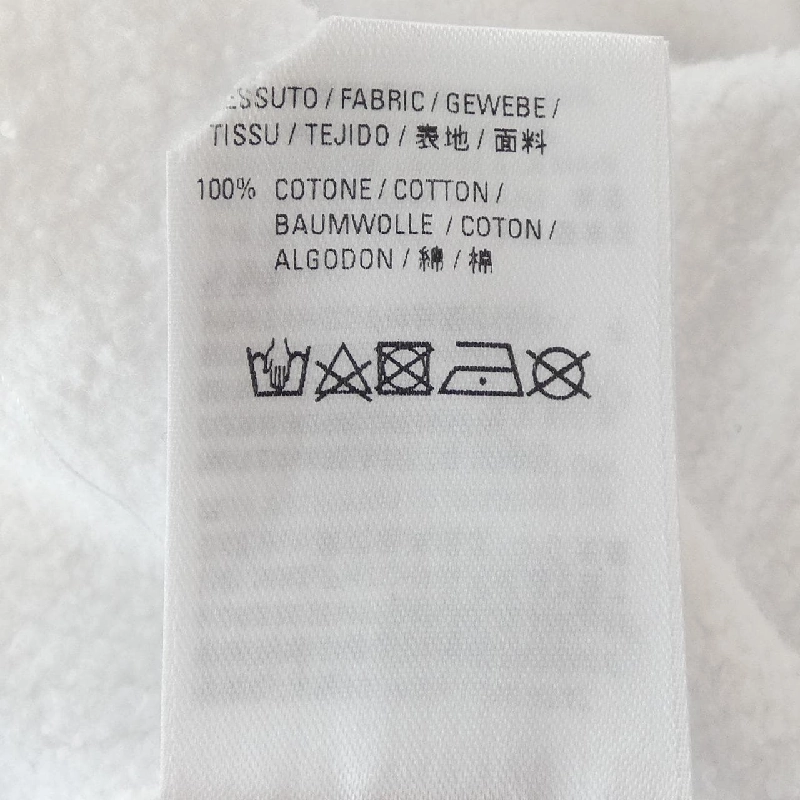 ESSUTO / FABRIC / GEWEBE /
TISSU / TEJIDO / 表地 / 面料
100% COTONE / COTTON /
BAUMWOLLE / COTON /
ALGODON / 綿 / 棉